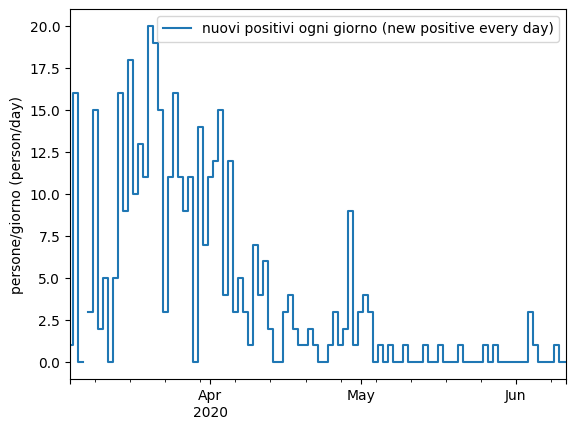 nuovi positivi ogni giorno (new positive every day)
persone/giorno (person/day)
20.0
17.5
15.0
12.5
10.0
7.5
5.0
2.5
0.0
Apr
2020
May
Jun